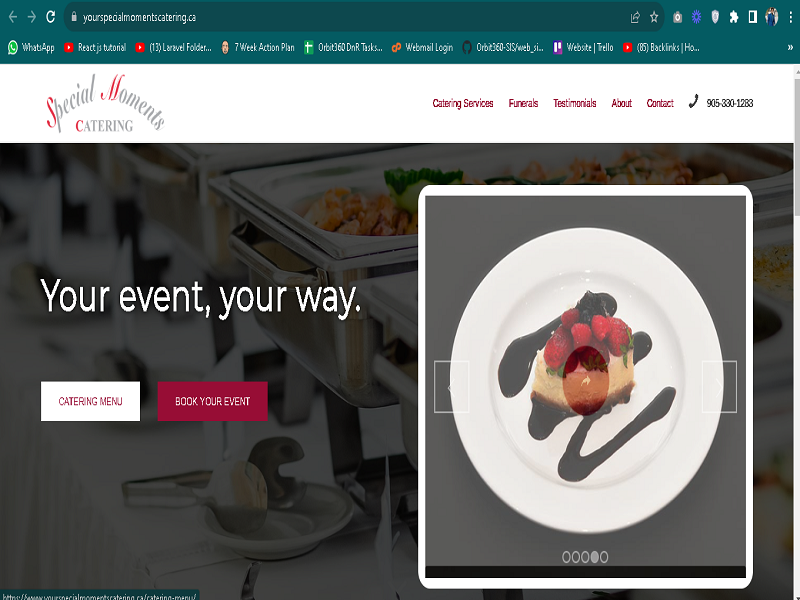 yourspecialmomentscatering.ca
WhatsApp
React js tutorial
(13) Laravel Folder...
7 Week Action Plan
Orbit360 DnR Tasks...
Webmail Login
Orbit360-SIS/web_si...
Website | Trello
(85) Backlinks | Ho...
»
Special Moments
CATERING
Catering Services
Funerals
Testimonials
About
Contact
905-330-1283
Your event, your way.
CATERING MENU
BOOK YOUR EVENT
https://www.yourspecialmomentscatering.ca/catering-menu/